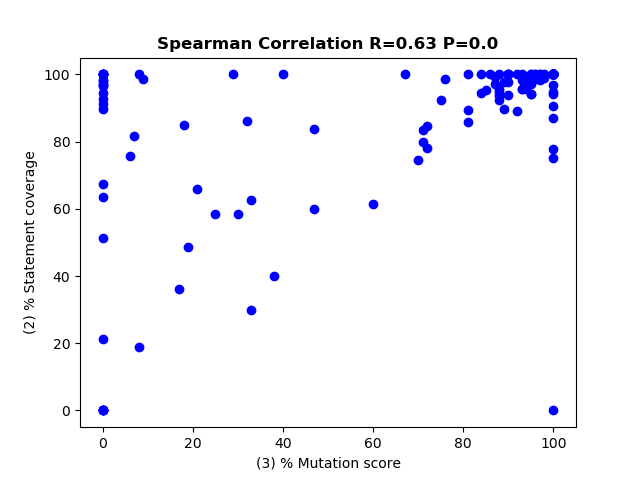 Spearman Correlation R=0.63 P=0.0
100
80
60
40
20
0
(2) % Statement coverage
0 20 40 60 80 100
(3) % Mutation score